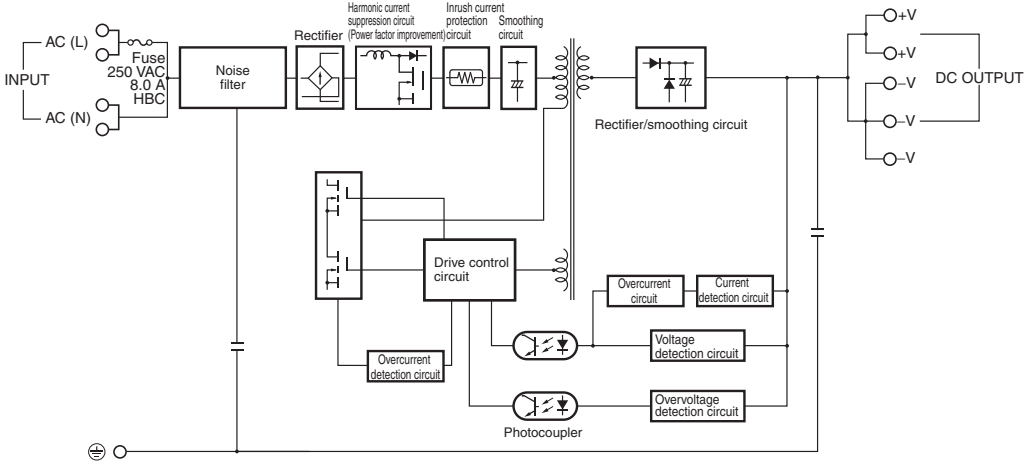 INPUT
AC (L)
AC (N)
Fuse
250 VAC
8.0 A
HBC
Noise
filter
Rectifier
Harmonic current
suppression circuit
(Power factor improvement)
Inrush current
protection
circuit
Smoothing
circuit
Rectifier/smoothing circuit
+V
+V
–V
–V
–V
DC OUTPUT
Drive control
circuit
Overcurrent
circuit
Current
detection circuit
Voltage
detection circuit
Overcurrent
detection circuit
Overvoltage
detection circuit
Photocoupler